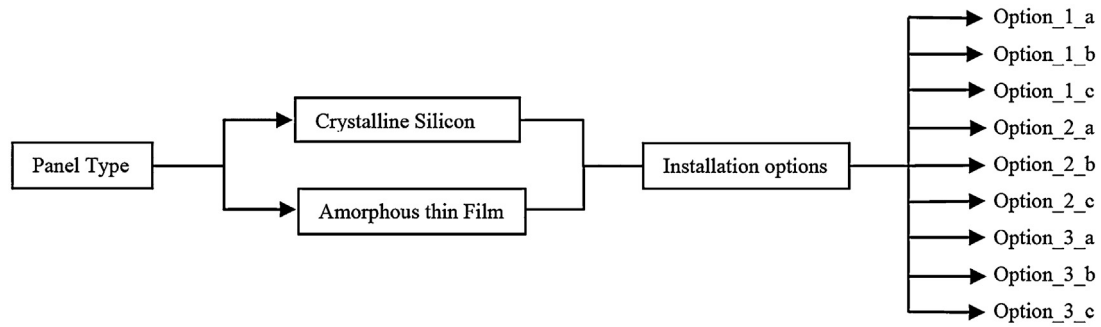 Panel Type
Crystalline Silicon
Amorphous thin Film
Installation options
Option_1_a
Option_1_b
Option_1_c
Option_2_a
Option_2_b
Option_2_c
Option_3_a
Option_3_b
Option_3_c